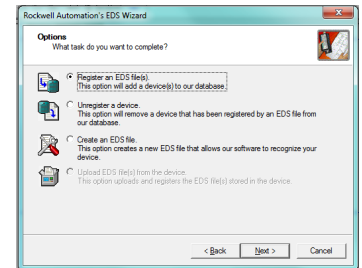 Rockwell Automation's EDS Wizard
Options
What task do you want to complete?
Register an EDS file(s).
This option will add a device(s) to our database.
Unregister a device.
This option will remove a device that has been registered by an EDS file from
our database.
Create an EDS file.
This option creates a new EDS file that allows our software to recognize your
device.
Upload EDS file(s) from the device.
This option uploads and registers the EDS file(s) stored in the device.
< Back
Next >
Cancel